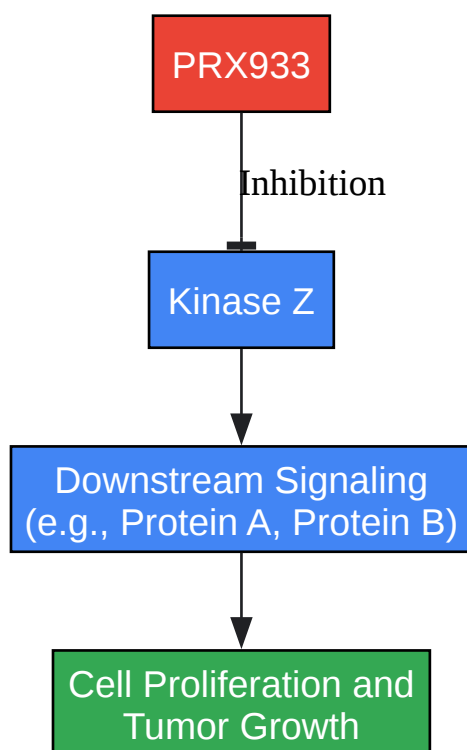 PRX933
Inhibition
Kinase Z
Downstream Signaling
(e.g., Protein A, Protein B)
Cell Proliferation and
Tumor Growth